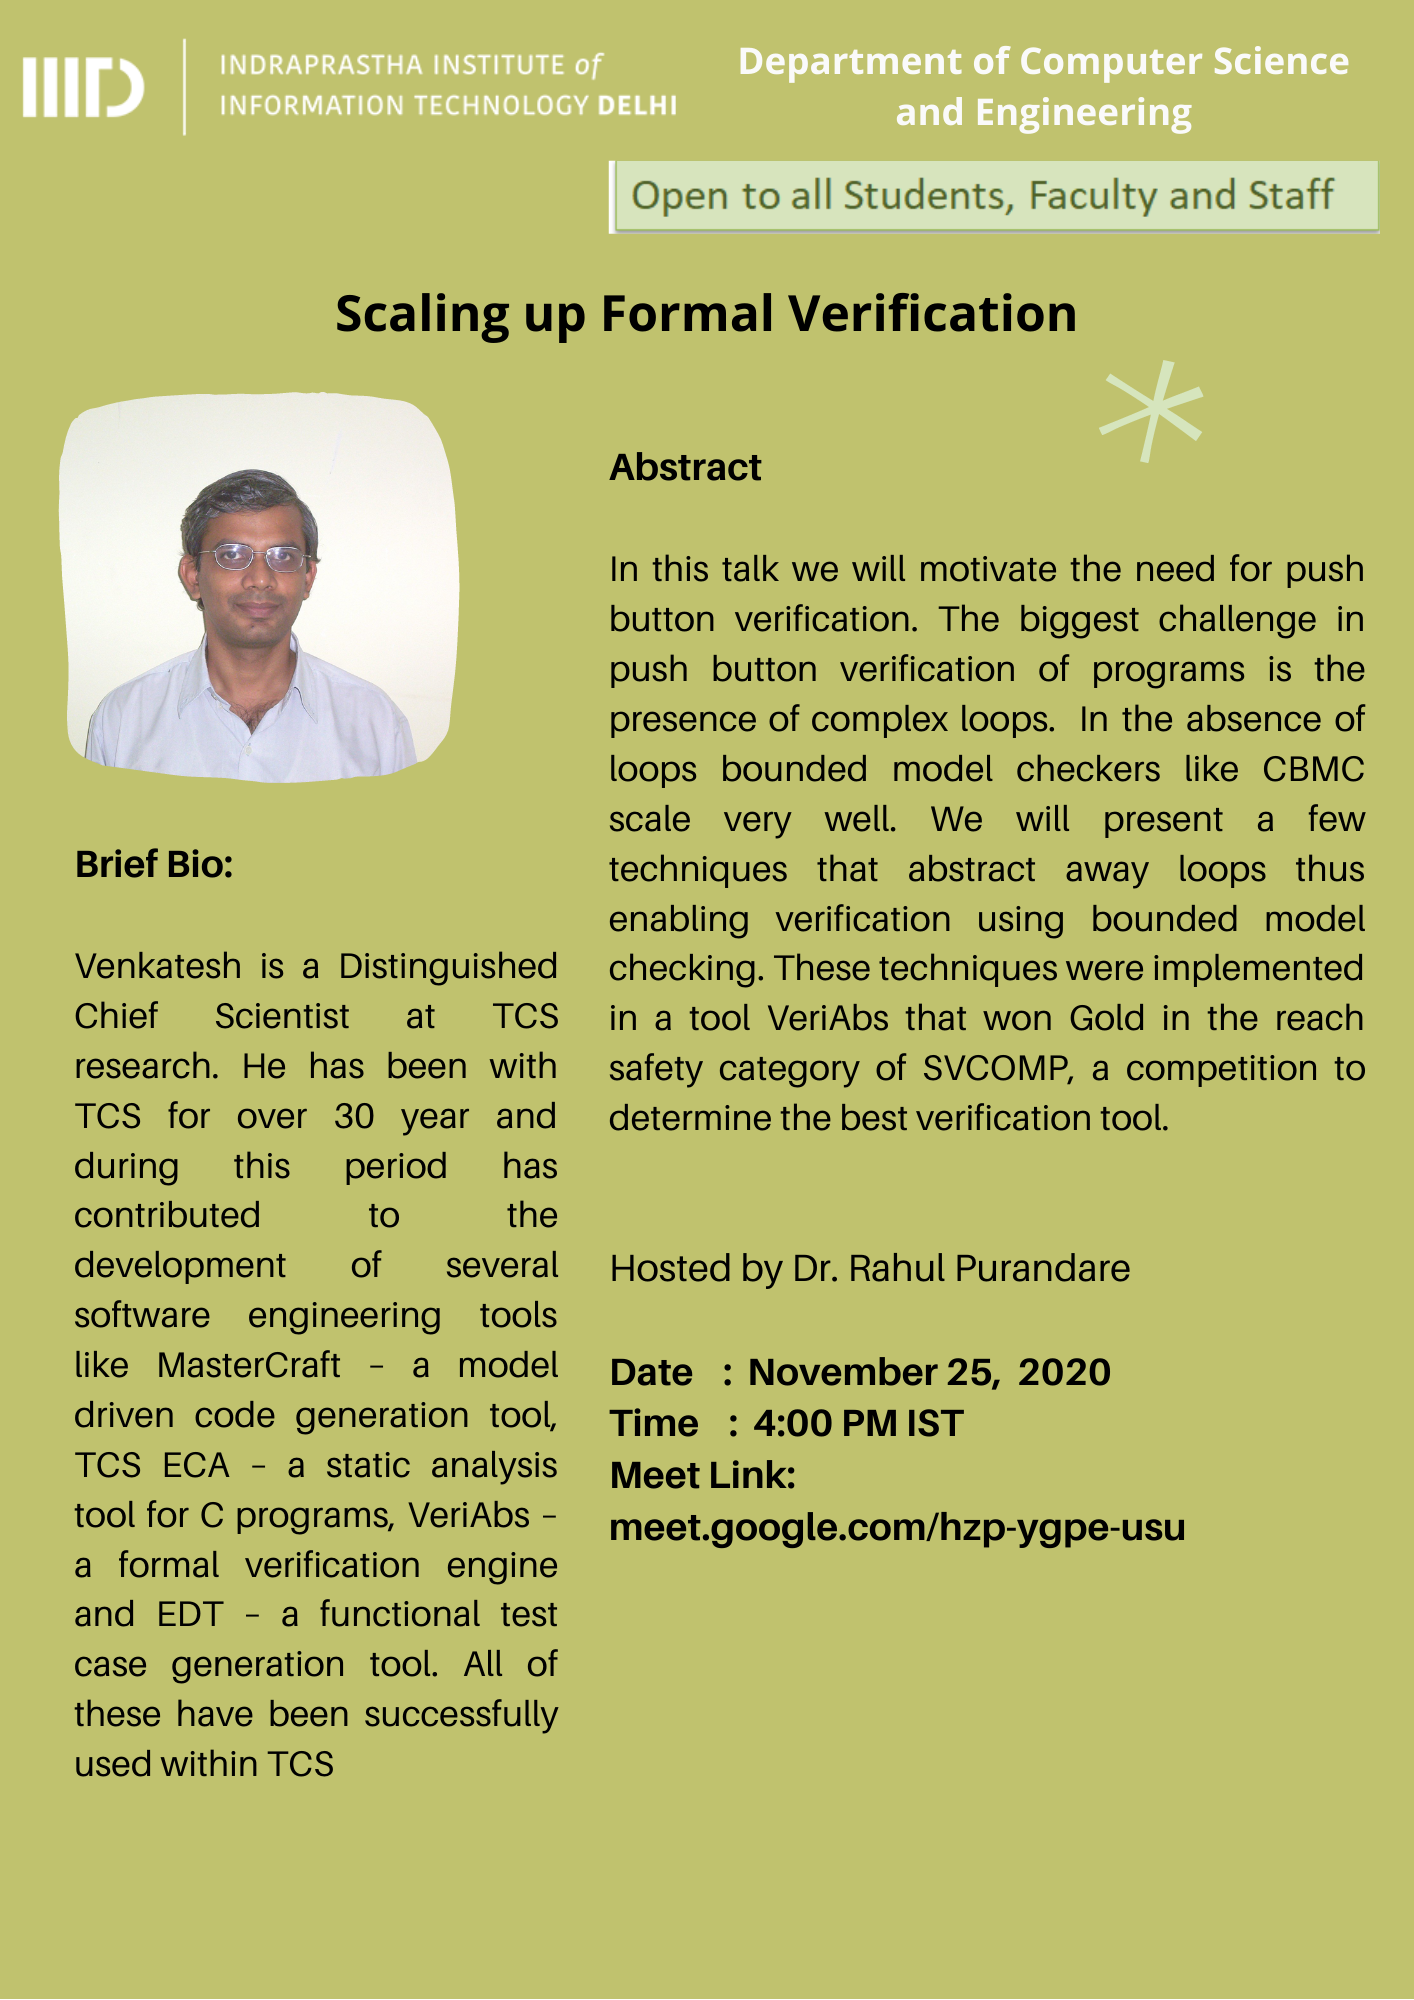 IIITD
INDRAPRASTHA INSTITUTE of
INFORMATION TECHNOLOGY DELHI
Department of Computer Science
and Engineering
Open to all Students, Faculty and Staff
Scaling up Formal Verification
Brief Bio:
Venkatesh is a Distinguished
Chief Scientist at TCS
research. He has been with
TCS for over 30 year and
during this period has
contributed to the
development of several
software engineering tools
like MasterCraft – a model
driven code generation tool,
TCS ECA – a static analysis
tool for C programs, VeriAbs –
a formal verification engine
and EDT – a functional test
case generation tool. All of
these have been successfully
used within TCS
Abstract
In this talk we will motivate the need for push
button verification. The biggest challenge in
push button verification of programs is the
presence of complex loops. In the absence of
loops bounded model checkers like CBMC
scale very well. We will present a few
techniques that abstract away loops thus
enabling verification using bounded model
checking. These techniques were implemented
in a tool VeriAbs that won Gold in the reach
safety category of SVCOMP, a competition to
determine the best verification tool.
Hosted by Dr. Rahul Purandare
Date : November 25, 2020
Time : 4:00 PM IST
Meet Link:
meet.google.com/hzp-ygpe-usu